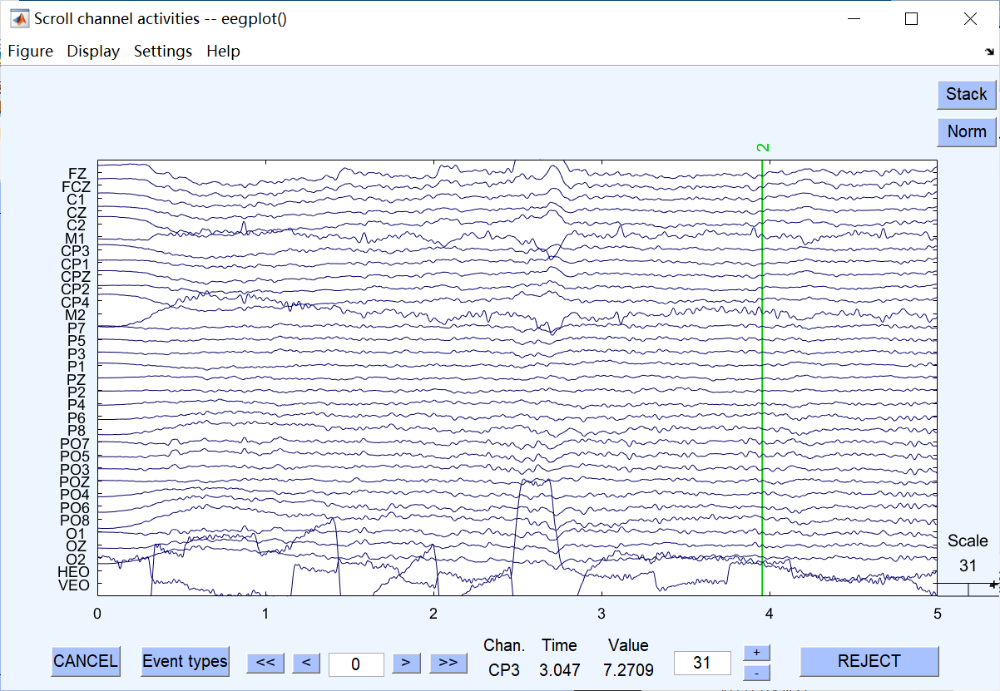 Scroll channel activities -- eegplot()
Figure Display Settings Help
Stack
Norm
2
FZ
FCZ
C1
CZ
C2
M1
CP3
CP1
CPZ
CP2
CP4
M2
P7
P5
P3
P1
PZ
P2
P4
P6
P8
PO7
PO5
PO3
POZ
PO4
PO6
PO8
O1
OZ
O2
HEO
VEO
Scale
31
0 1 2 3 4 5
Chan. Time Value
CANCEL Event types << < 0 > >> CP3 3.047 7.2709 31 + - REJECT